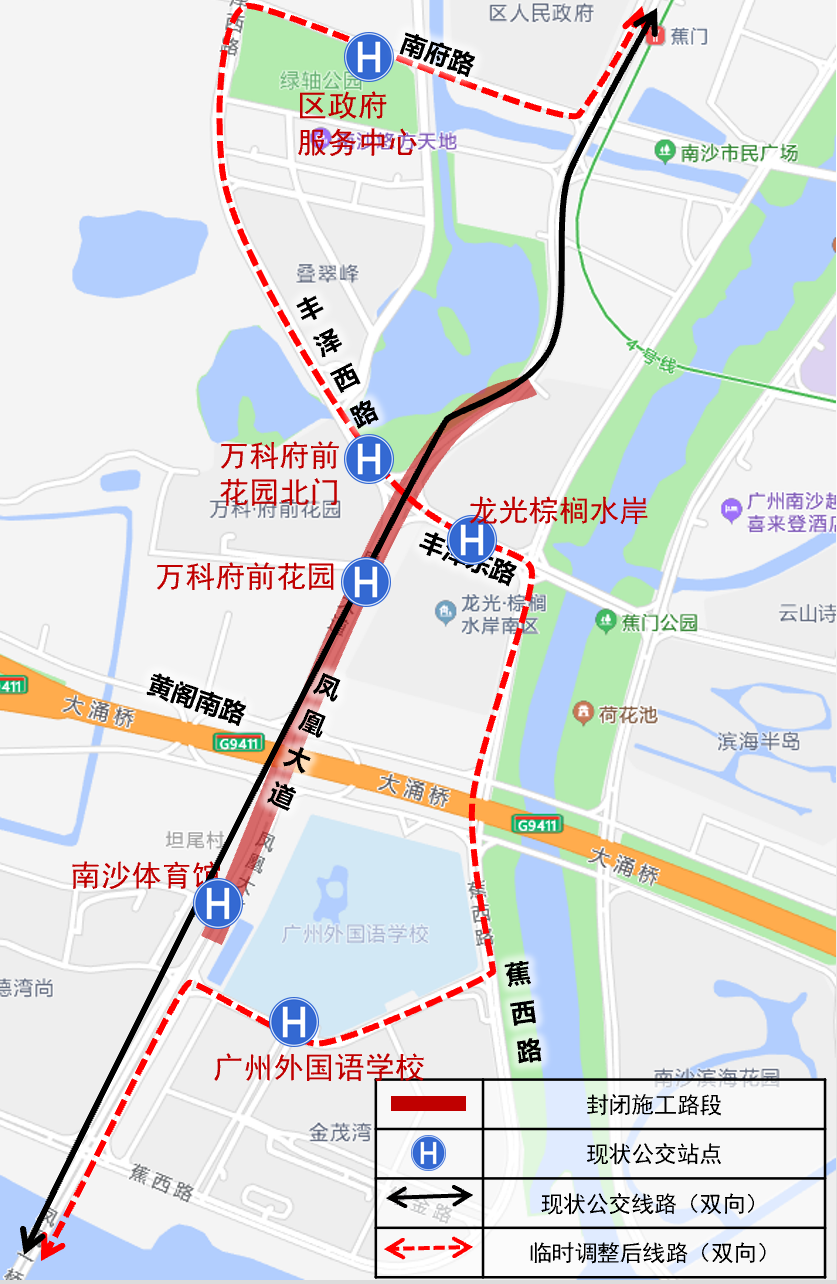 区人民政府
泽
西
路
南府路
蕉门
绿轴公园
区政府
服务中心
南沙市民广场
叠翠峰
丰
泽
西
路
4号线
万科府前
花园北门
万科·府前花园
龙光棕榈水岸
广州南沙越
喜来登酒店
丰泽东路
万科府前花园
龙光·棕榈
水岸南区
蕉门公园
云山诗
411
大涌桥
黄阁南路
凤
凰
大
道
荷花池
滨海半岛
G9411
大涌桥
G9411
大涌桥
坦尾村
凤
凰
大
南沙体育馆
蕉
西
路
广州外国语学校
德湾尚
蕉
西
路
广州外国语学校
南沙滨海花园
金茂湾
蕉西路
金路
凤
桥
封闭施工路段
现状公交站点
现状公交线路（双向）
临时调整后线路（双向）